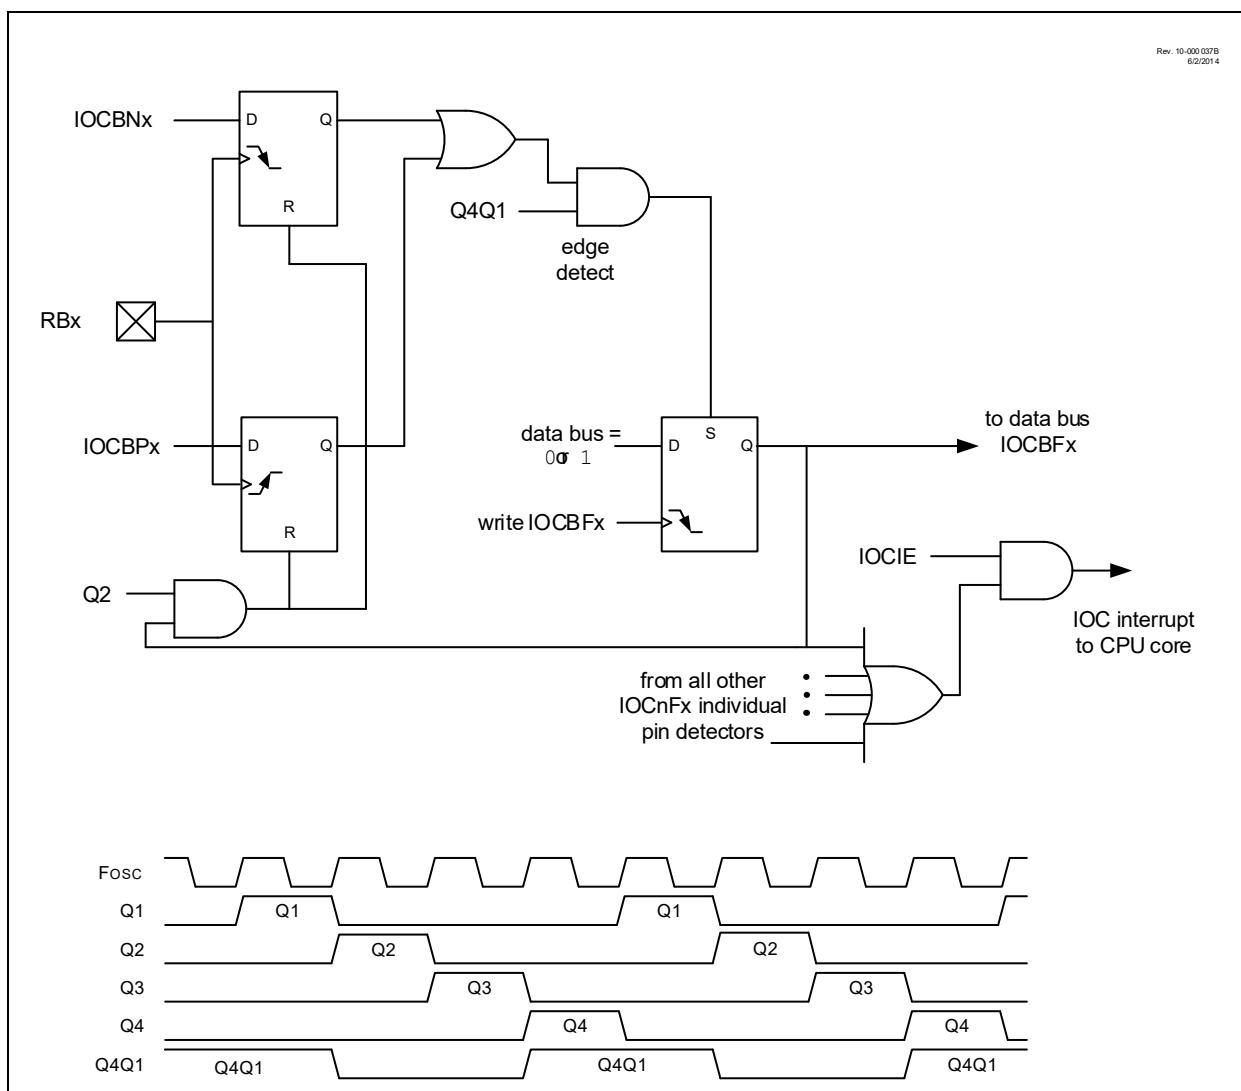 Rev. 10-000 037B
6/2/2014
IOCBNx
D
Q
R
Q4Q1
edge
detect
RBx
IOCBPx
D
Q
R
data bus =
0 or 1
S
D
Q
write IOCBFx
to data bus
IOCBFx
IOCIE
IOC interrupt
to CPU core
Q2
from all other
IOCnFx individual
pin detectors
FOSC
Q1
Q1
Q1
Q2
Q2
Q2
Q3
Q3
Q3
Q4
Q4
Q4
Q4Q1
Q4Q1
Q4Q1
Q4Q1